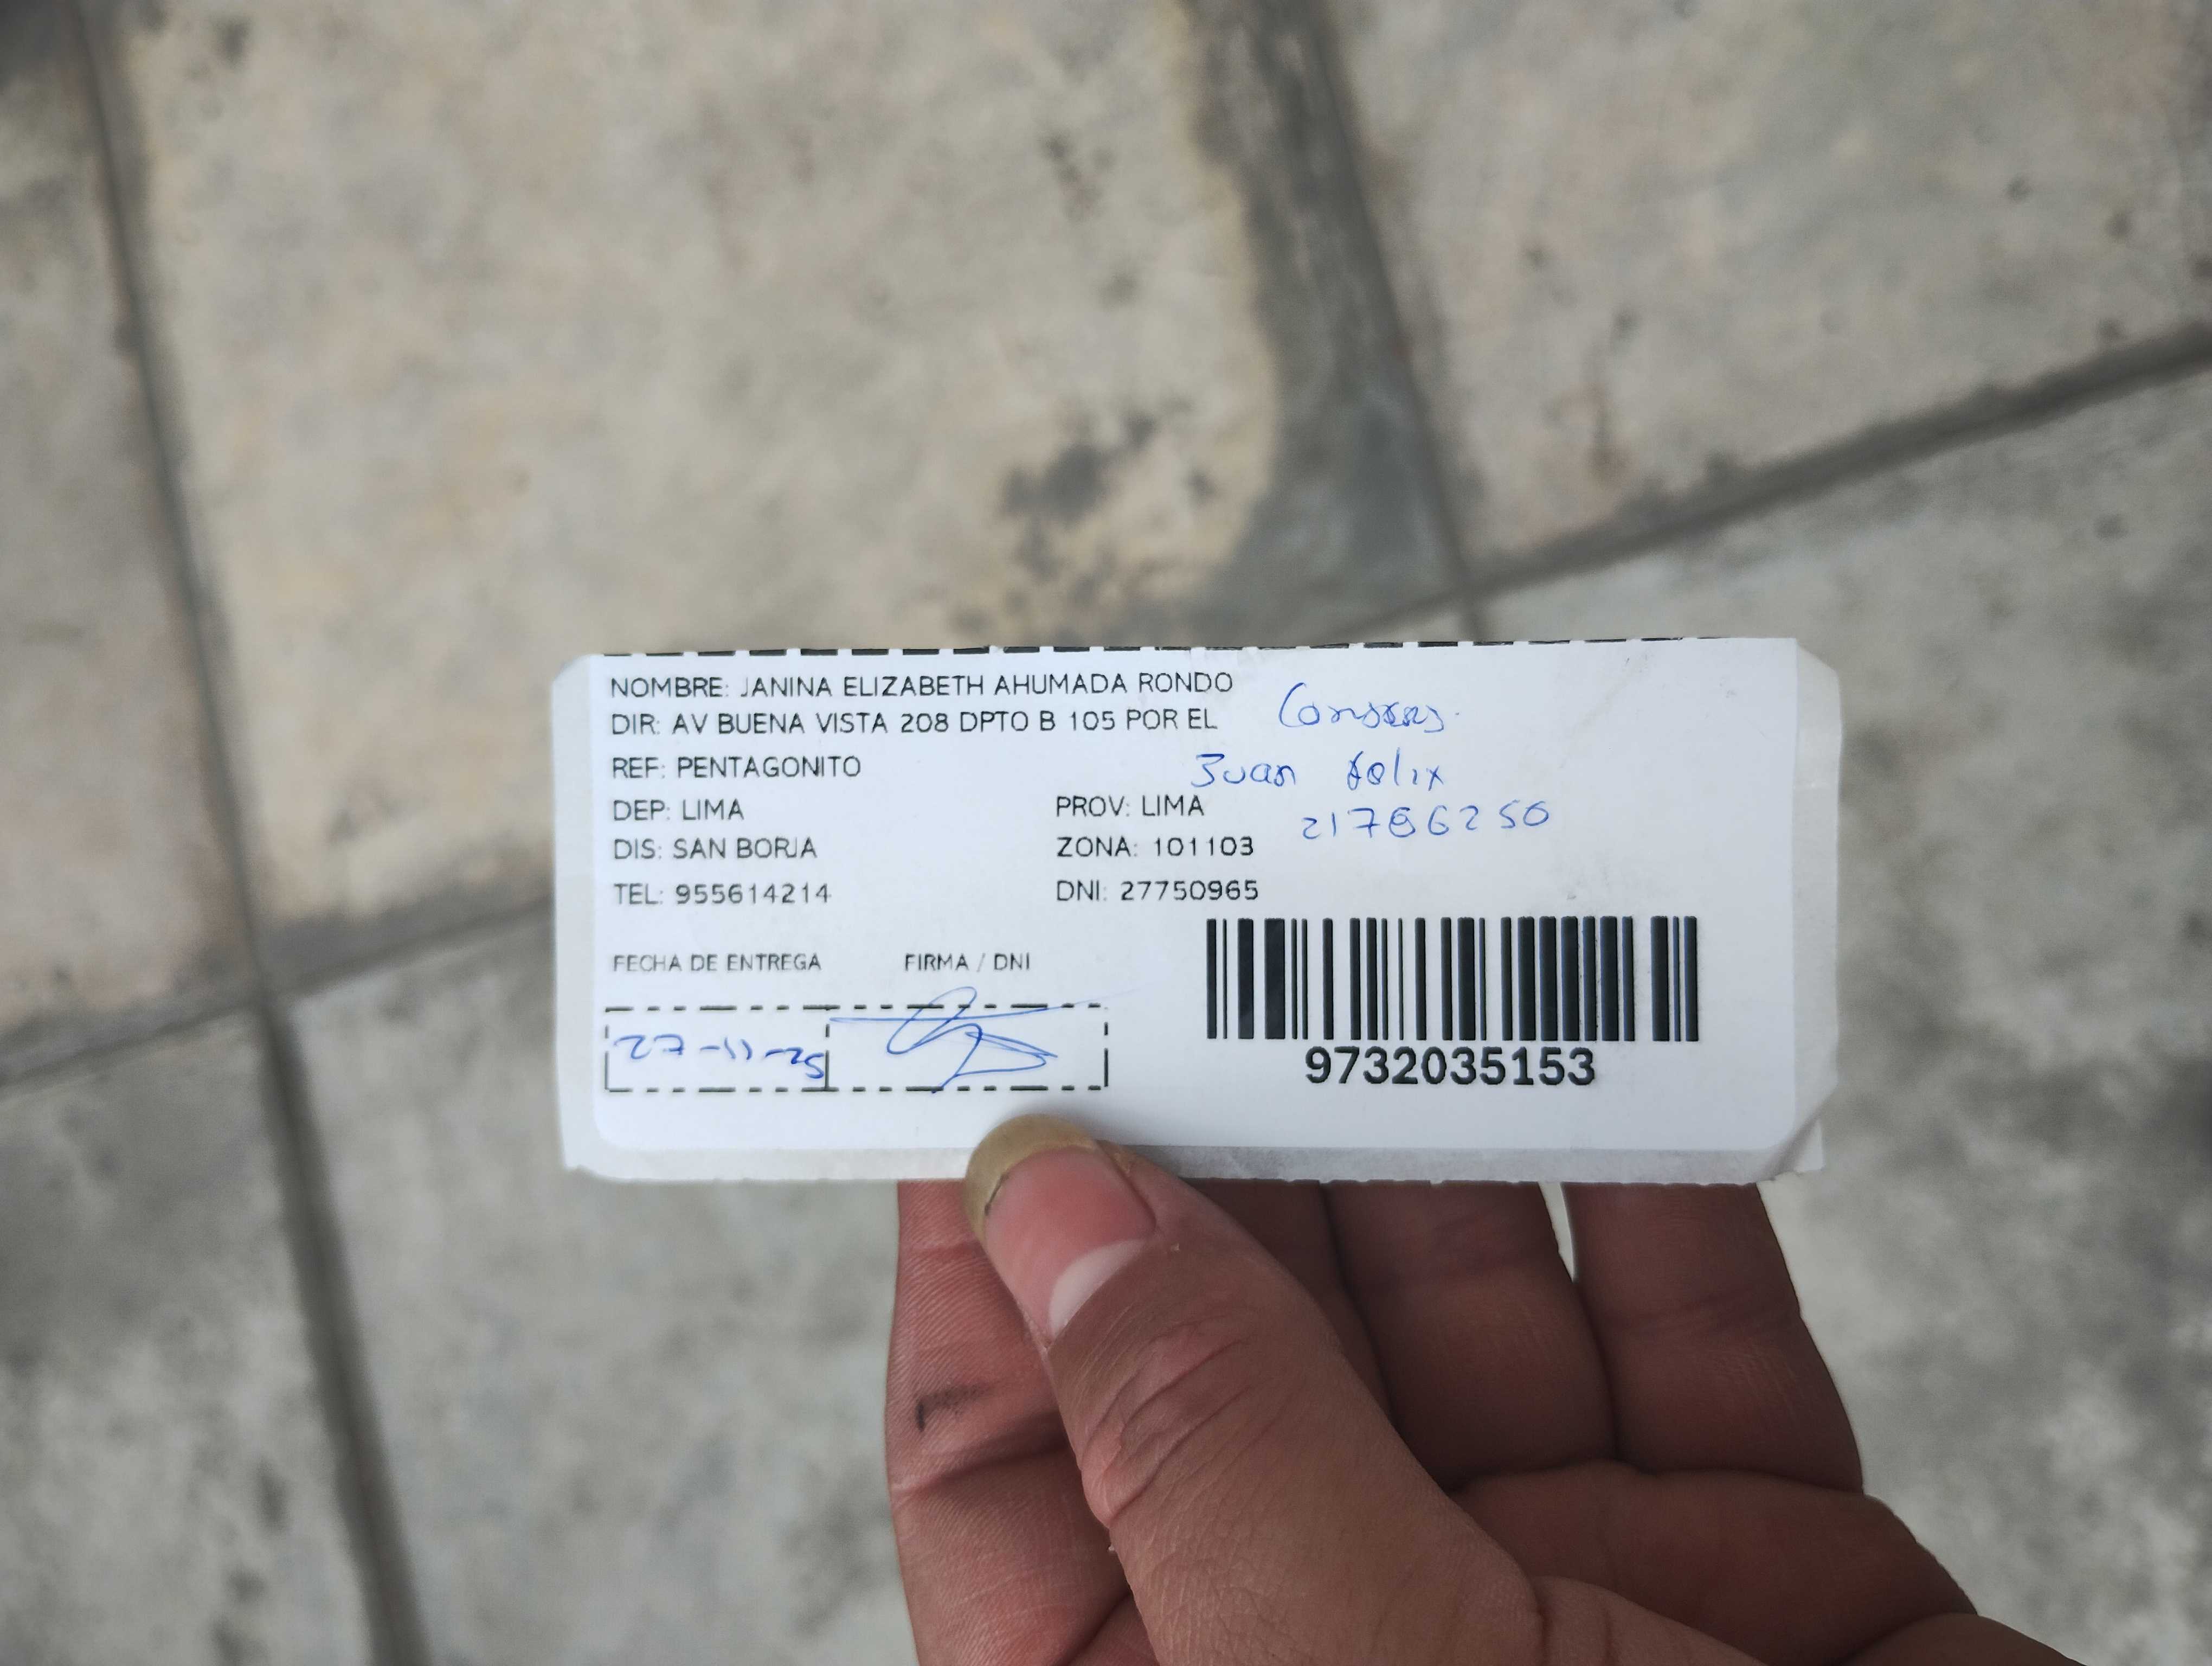 NOMBRE: JANINA ELIZABETH AHUMADA RONDO
DIR: AV BUENA VISTA 208 DPTO B 105 POR EL
REF: PENTAGONITO
Juan Felix
DEP: LIMA PROV: LIMA
21786250
DIS: SAN BORJA ZONA: 101103
TEL: 955614214 DNI: 27750965
FECHA DE ENTREGA FIRMA / DNI
27-11-25
9732035153